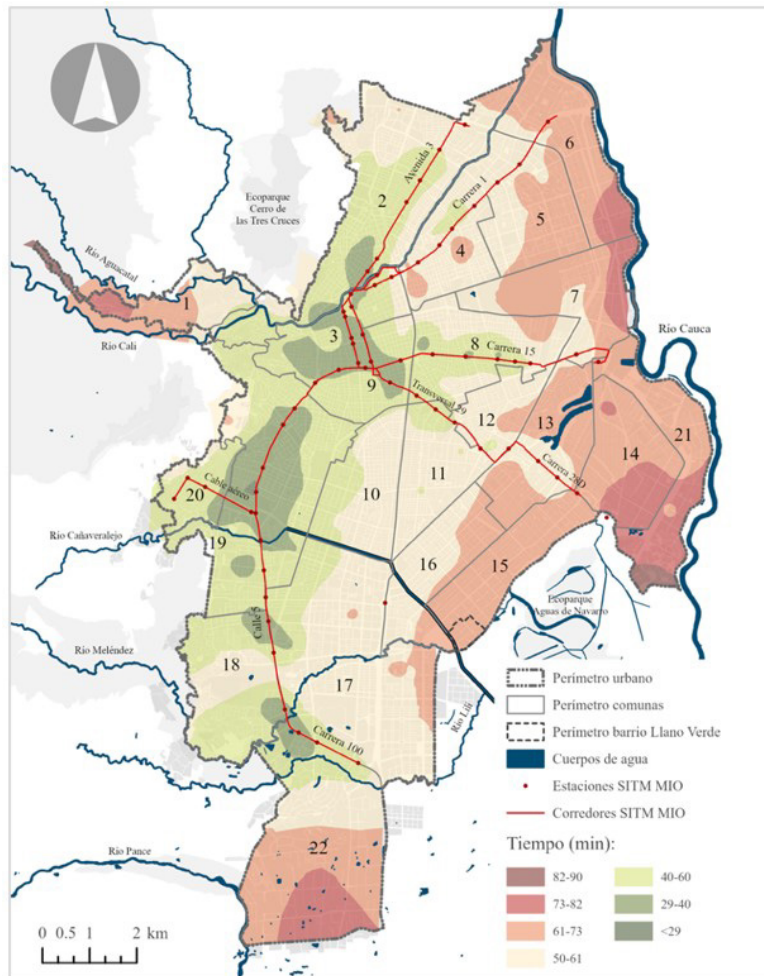 Avenida 3
6
2
Carrera 1
5
Ecoparque
Cerro de
las Tres Cruces
4
Río Aguacatal
1
7
Río Cali
3
8
Carrera 15
Río Cauca
9
Transversal 29
12
13
21
14
Cable aéreo
20
10
11
Carrera 28D
Río Cañaveralejo
19
16
15
Ecoparque
Aguas de Navarro
Calle 5
Río Meléndez
18
17
Río Lili
Carrera 100
Río Pance
22
0 0.5 1 2 km
Perímetro urbano
Perímetro comunas
Perímetro barrio Llano Verde
Cuerpos de agua
Estaciones SITM MIO
Corredores SITM MIO
Tiempo (min):
82-90
40-60
73-82
29-40
61-73
<29
50-61